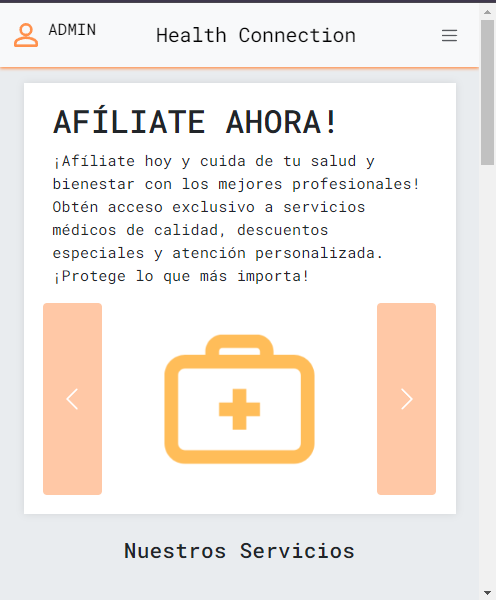 ADMIN
Health Connection
AFÍLIATE AHORA!
¡Afíliate hoy y cuida de tu salud y
bienestar con los mejores profesionales!
Obtén acceso exclusivo a servicios
médicos de calidad, descuentos
especiales y atención personalizada.
¡Protege lo que más importa!
Nuestros Servicios